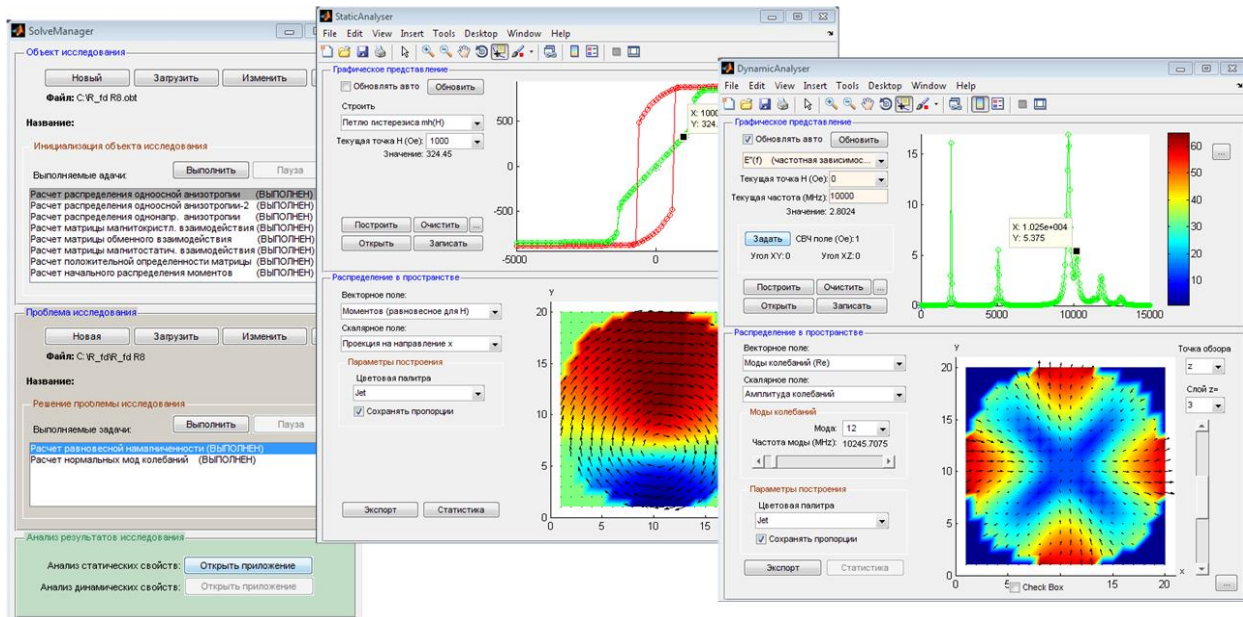 SolveManager
Объект исследования
Новый Загрузить Изменить
Файл: C:\R_fd R8.obt
Название:
Инициализация объекта исследования
Выполняемые адачи: Выполнить Пауза
Расчет распределения одноосной анизотропии (ВЫПОЛНЕН)
Расчет распределения одноосной анизотропии-2 (ВЫПОЛНЕН)
Расчет распределения однонапр. анизотропии (ВЫПОЛНЕН)
Расчет матрицы магнитокристл. взаимодействия (ВЫПОЛНЕН)
Расчет матрицы обменного взаимодействия (ВЫПОЛНЕН)
Расчет матрицы магнитостатич. взаимодействия (ВЫПОЛНЕН)
Расчет положительной определенности матрицы (ВЫПОЛНЕН)
Расчет начального распределения моментов (ВЫПОЛНЕН)
Проблема исследования
Новая Загрузить Изменить
Файл: C:\R_fd\R_fd R8
Название:
Решение проблемы исследования
Выполняемые задачи: Выполнить Пауза
Расчет равновесной намагниченности (ВЫПОЛНЕН)
Расчет нормальных мод колебаний (ВЫПОЛНЕН)
Анализ результатов исследования
Анализ статических свойств: Открыть приложение
Анализ динамических свойств: Открыть приложение
StaticAnalyser
File Edit View Insert Tools Desktop Window Help
Графическое представление
Обновлять авто Обновить
Строить
Петлю гистерезиса mh(H)
Текущая точка H (Oe): 1000
Значение: 324.45
Построить Очистить ...
Открыть Записать
500
0
-500
-5000 0
X: 1000
Y: 324.
Распределение в пространстве
Векторное поле:
Моментов (равновесное для H)
Скалярное поле:
Проекция на направление x
Параметры построения
Цветовая палитра
Jet
Сохранять пропорции
Экспорт Статистика
y
20
15
10
5
0
0 5 10 15
DynamicAnalyser
File Edit View Insert Tools Desktop Window Help
Графическое представление
Обновлять авто Обновить
E''(f) (частотная зависимос...
Текущая точка H (Oe): 0
Текущая частота (MHz): 10000
Значение: 2.8024
Задать СВЧ поле (Oe):1
Угол XY:0 Угол XZ:0
Построить Очистить ...
Открыть Записать
15
10
5
0
0 5000 10000 15000
X: 1.025e+004
Y: 5.375
60
50
40
30
20
10
...
Распределение в пространстве
Векторное поле:
Моды колебаний (Re)
Скалярное поле:
Амплитуда колебаний
Моды колебаний
Мода: 12
Частота моды (MHz): 10245.7075
Параметры построения
Цветовая палитра
Jet
Сохранять пропорции
Экспорт Статистика
y
20
15
10
5
0
0 5 10 15 20
x
Check Box
Точка обзора
z
Слой z=
3
...